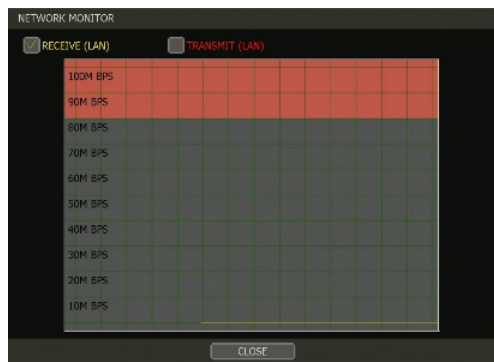 NETWORK MONITOR
RECEIVE (LAN) TRANSMIT (LAN)
100M BPS
90M BPS
80M BPS
70M BPS
60M BPS
50M BPS
40M BPS
30M BPS
20M BPS
10M BPS
CLOSE